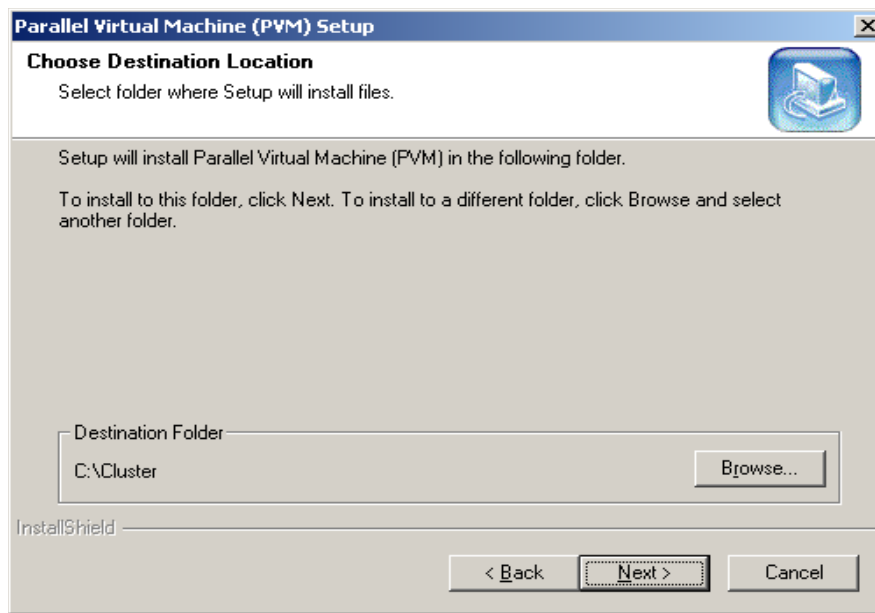 Parallel Virtual Machine (PVM) Setup
Choose Destination Location
Select folder where Setup will install files.
Setup will install Parallel Virtual Machine (PVM) in the following folder.
To install to this folder, click Next. To install to a different folder, click Browse and select
another folder.
Destination Folder
C:\Cluster
Browse...
InstallShield
< Back
Next >
Cancel